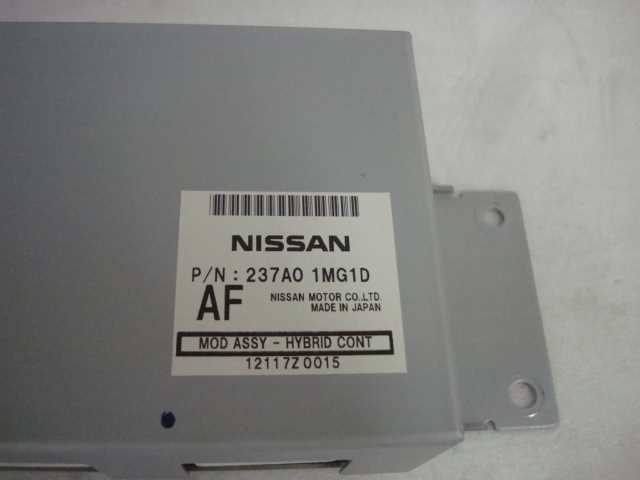 NISSAN
P/N : 237A0 1MG1D
AF
NISSAN MOTOR CO.,LTD.
MADE IN JAPAN
MOD ASSY - HYBRID CONT
12117Z0015